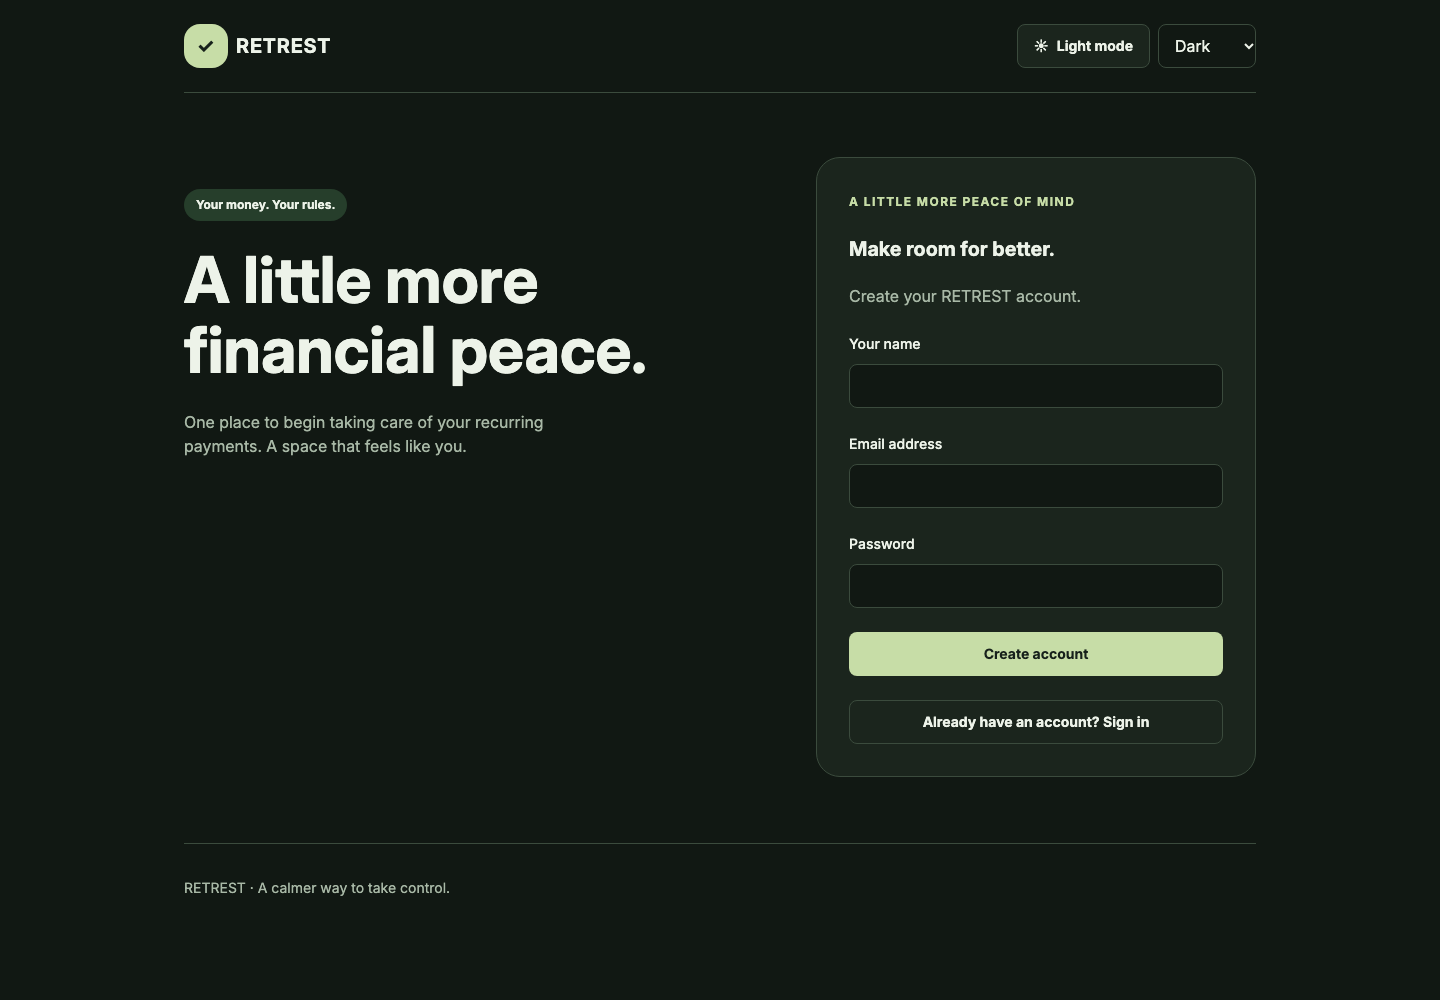 RETREST
Light mode
Dark
Your money. Your rules.
A little more
financial peace.
One place to begin taking care of your recurring
payments. A space that feels like you.
A LITTLE MORE PEACE OF MIND
Make room for better.
Create your RETREST account.
Your name
Email address
Password
Create account
Already have an account? Sign in
RETREST · A calmer way to take control.